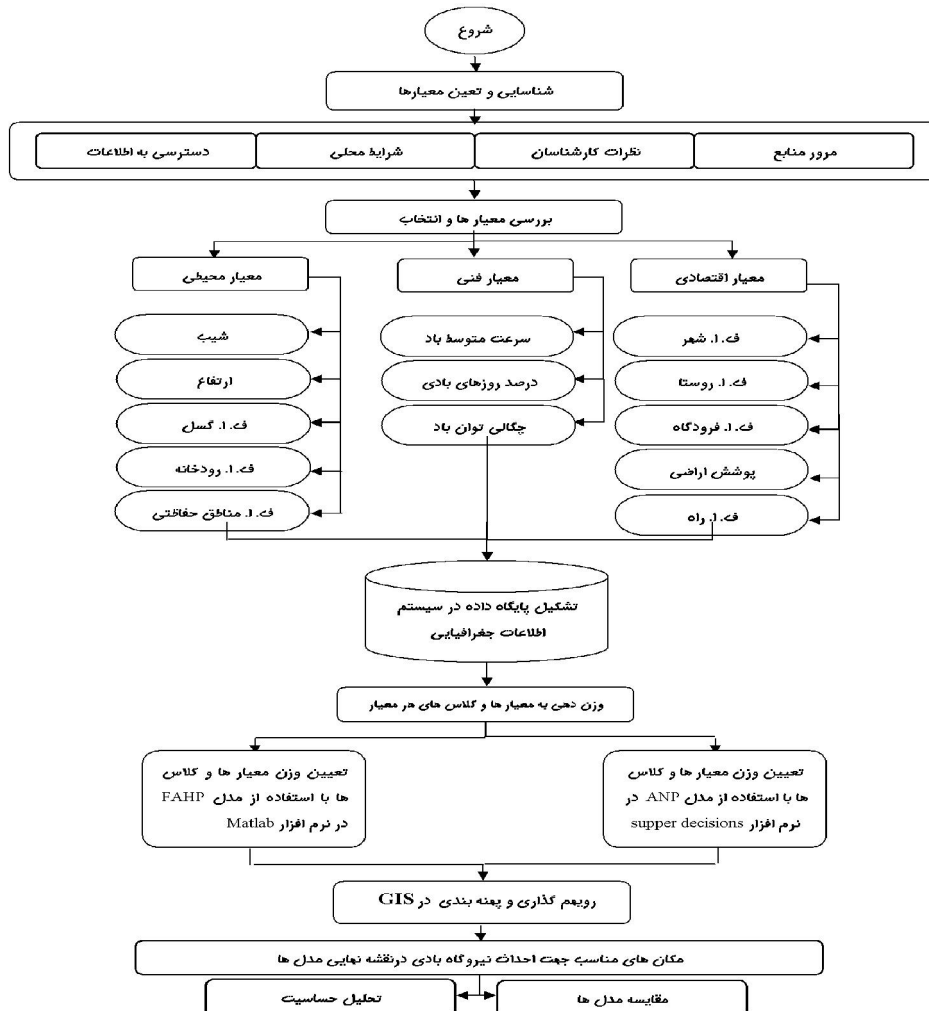 شروع
شناسایی و تعین معیارها
مرور منابع
نظرات کارشناسان
شرایط محلی
دسترسی به اطلاعات
بررسی معیار ها و انتخاب
معیار اقتصادی
معیار فنی
معیار محیطی
ف. ا. شهر
ف. ا. روستا
ف. ا. فرودگاه
پوشش اراضی
ف. ا. راه
سرعت متوسط باد
درصد روزهای بادی
چگالی توان باد
شیب
ارتفاع
ف. ا. گسل
ف. ا. رودخانه
ف. ا. مناطق حفاظتی
تشکیل پایگاه داده در سیستم
اطلاعات جغرافیایی
وزن دهی به معیار ها و کلاس های هر معیار
تعیین وزن معیار ها و کلاس
ها با استفاده از مدل ANP در
نرم افزار supper decisions
تعیین وزن معیار ها و کلاس
ها با استفاده از مدل FAHP
در نرم افزار Matlab
رویهم گذاری و پهنه بندی در GIS
مکان های مناسب جهت احداث نیروگاه بادی درنقشه نهایی مدل ها
مقایسه مدل ها
تحلیل حساسیت